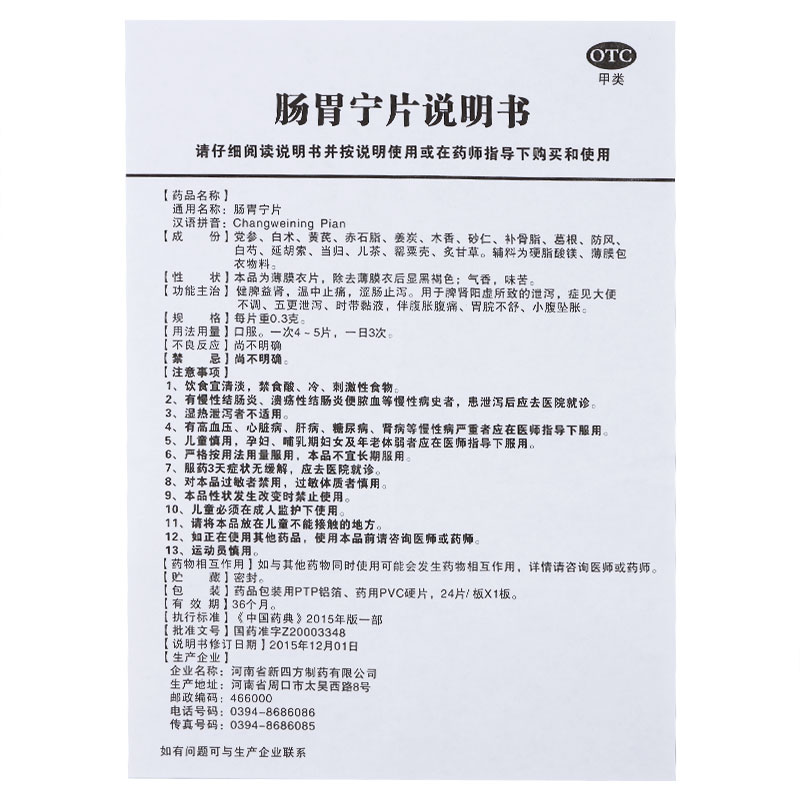 OTC
甲类
肠胃宁片说明书
请仔细阅读说明书并按说明使用或在药师指导下购买和使用
【药品名称】
通用名称：肠胃宁片
汉语拼音：Changweining Pian
【成　　份】党参、白术、黄芪、赤石脂、姜炭、木香、砂仁、补骨脂、葛根、防风、
白芍、延胡索、当归、儿茶、罂粟壳、炙甘草。辅料为硬脂酸镁、薄膜包
衣物料。
【性　　状】本品为薄膜衣片，除去薄膜衣后显黑褐色；气香，味苦。
【功能主治】健脾益肾，温中止痛，涩肠止泻。用于脾肾阳虚所致的泄泻，症见大便
不调、五更泄泻、时带黏液，伴腹胀腹痛、胃脘不舒、小腹坠胀。
【规　　格】每片重0.3克。
【用法用量】口服。一次4～5片，一日3次。
【不良反应】尚不明确
【禁　　忌】尚不明确。
【注意事项】
1、饮食宜清淡，禁食酸、冷、刺激性食物。
2、有慢性结肠炎、溃疡性结肠炎便脓血等慢性病史者，患泄泻后应去医院就诊。
3、湿热泄泻者不适用。
4、有高血压、心脏病、肝病、糖尿病、肾病等慢性病严重者应在医师指导下服用。
5、儿童慎用，孕妇、哺乳期妇女及年老体弱者应在医师指导下服用。
6、严格按用法用量服用，本品不宜长期服用。
7、服药3天症状无缓解，应去医院就诊。
8、对本品过敏者禁用，过敏体质者慎用。
9、本品性状发生改变时禁止使用。
10、儿童必须在成人监护下使用。
11、请将本品放在儿童不能接触的地方。
12、如正在使用其他药品，使用本品前请咨询医师或药师。
13、运动员慎用。
【药物相互作用】如与其他药物同时使用可能会发生药物相互作用，详情请咨询医师或药师。
【贮　　藏】密封。
【包　　装】药品包装用PTP铝箔、药用PVC硬片，24片/板X1板。
【有 效 期】36个月。
【执行标准】《中国药典》2015年版一部
【批准文号】国药准字Z20003348
【说明书修订日期】2015年12月01日
【生产企业】
企业名称：河南省新四方制药有限公司
生产地址：河南省周口市太昊西路8号
邮政编码：466000
电话号码：0394-8686086
传真号码：0394-8686085
如有问题可与生产企业联系